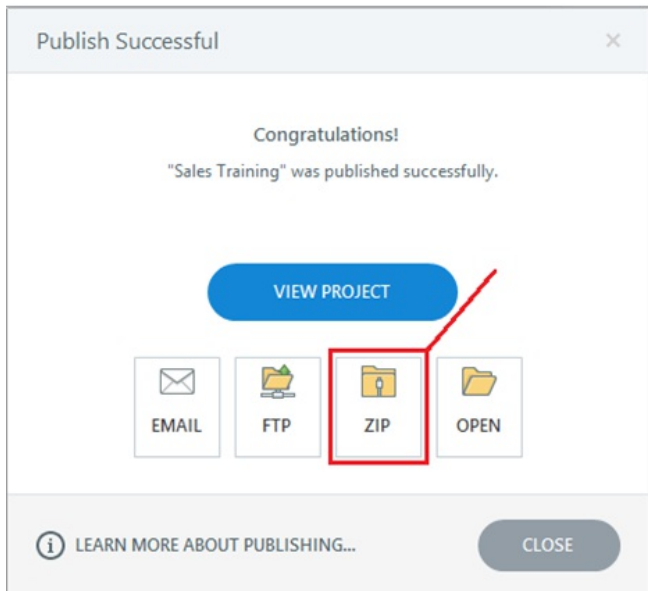 Publish Successful
Congratulations!
"Sales Training" was published successfully.
VIEW PROJECT
EMAIL FTP ZIP OPEN
LEARN MORE ABOUT PUBLISHING...
CLOSE